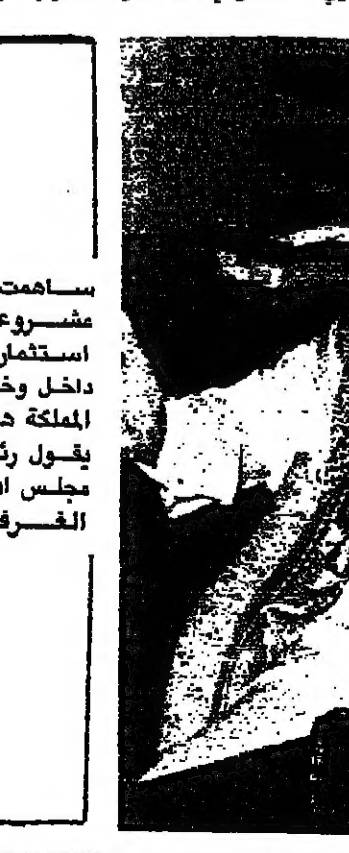 ساهمت
مشروع
استثمار
داخل وخ
المملكة ه
يقول رئ
مجلس ا
الغرف